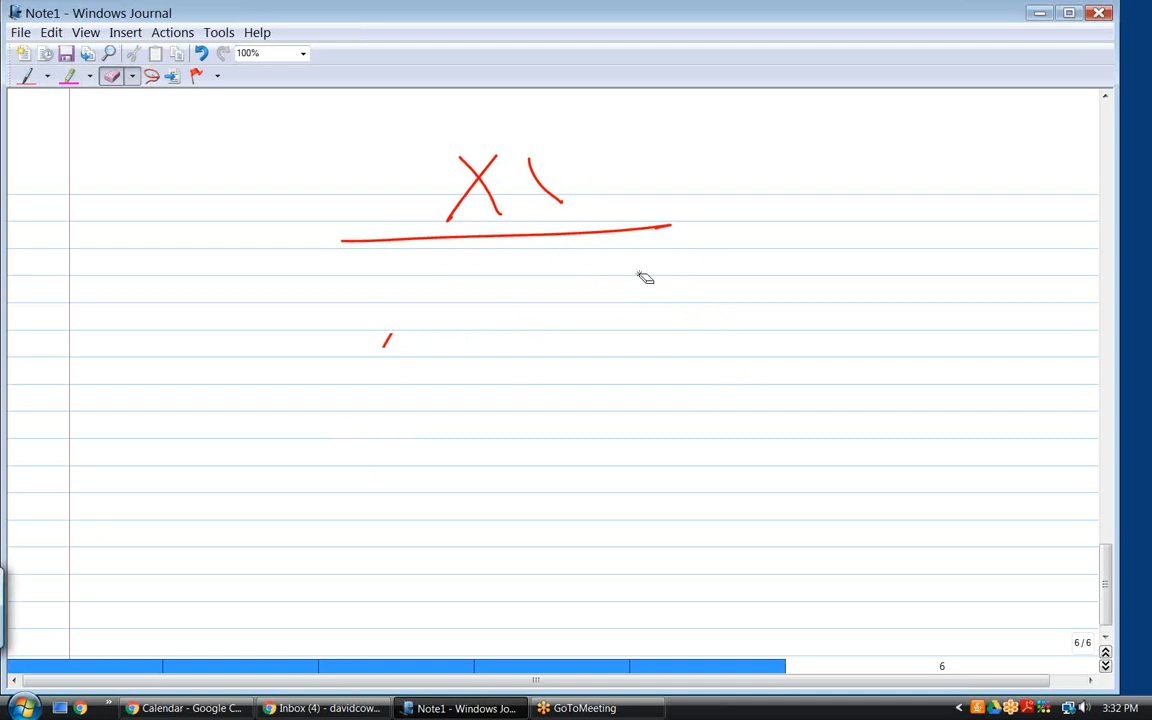 Note1 - Windows Journal
File Edit View Insert Actions Tools Help
100%
X
6/6
6
Calendar - Google C...
Inbox (4) - davidcow...
Windows Jo...
GoToMeeting
3:32 PM